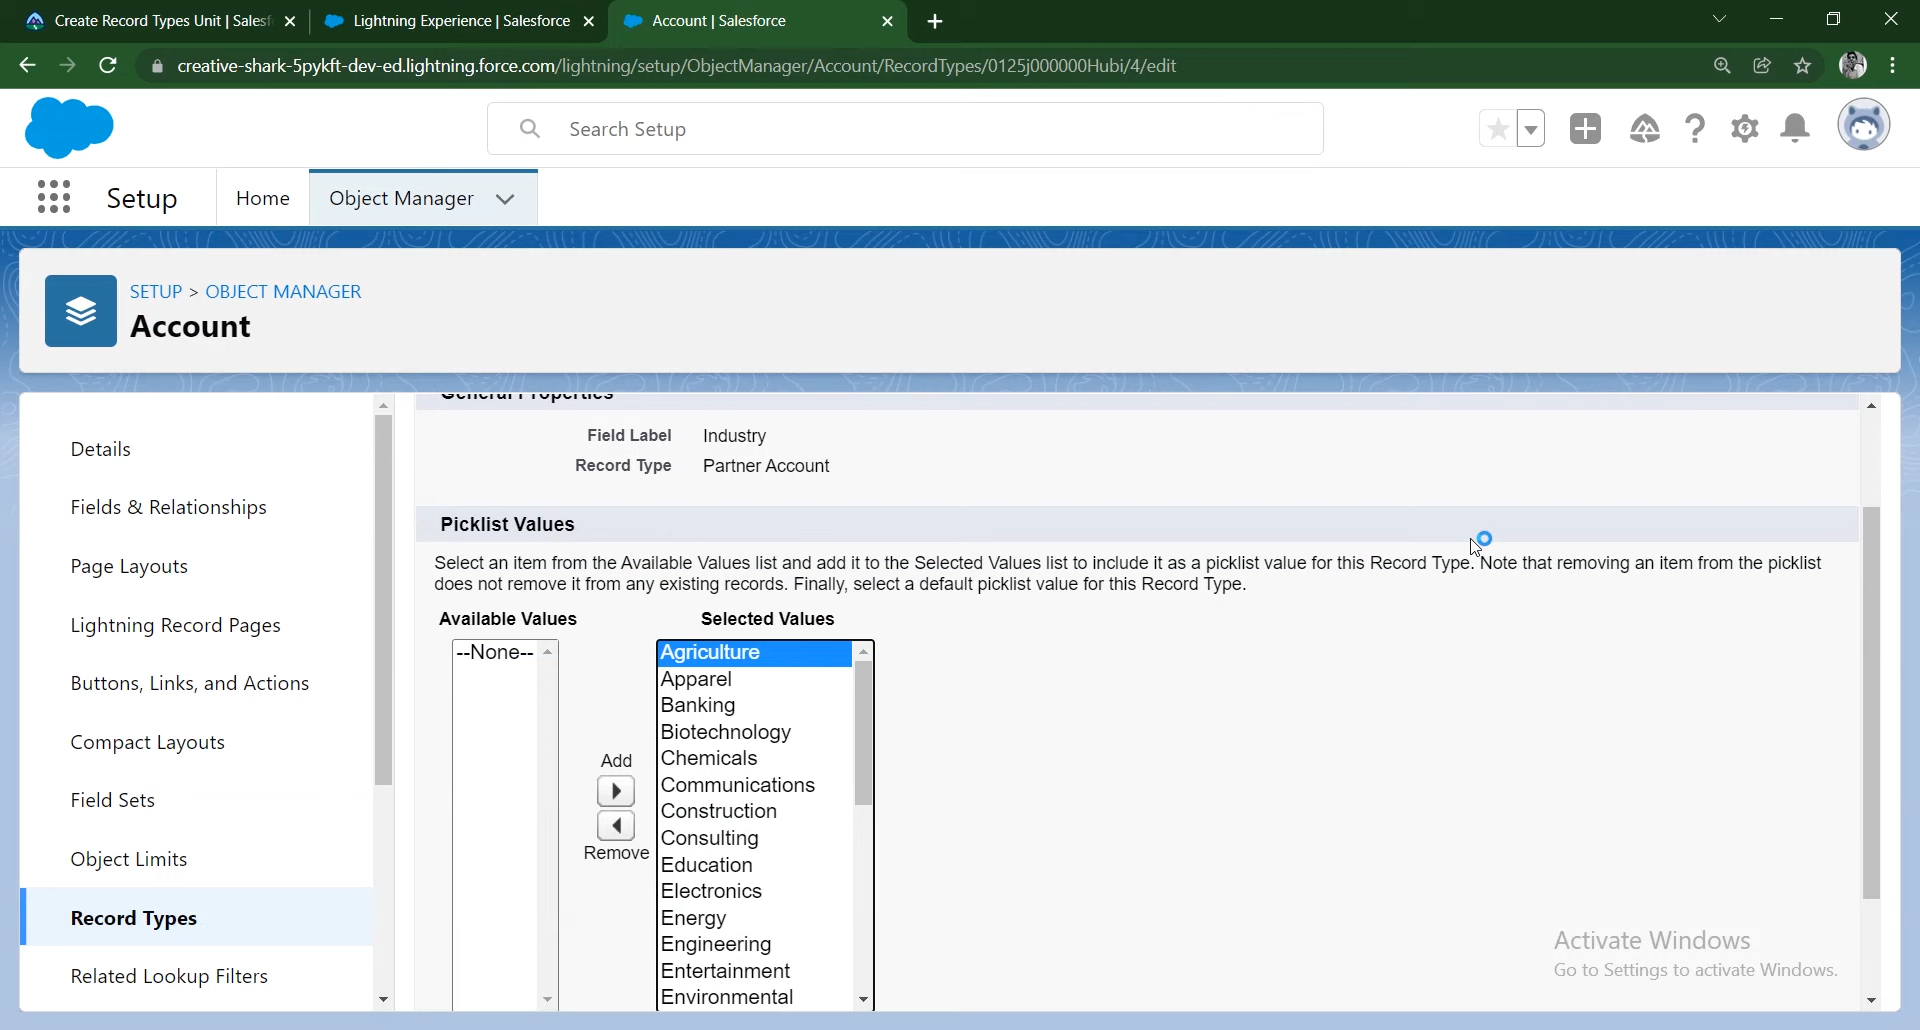 Create Record Types Unit | Salesf
Lightning Experience | Salesforce
Account | Salesforce
creative-shark-5pykft-dev-ed.lightning.force.com/lightning/setup/ObjectManager/Account/RecordTypes/0125j000000Hubi/4/edit
Search Setup
Setup
Home
Object Manager
SETUP > OBJECT MANAGER
Account
Details
Fields & Relationships
Page Layouts
Lightning Record Pages
Buttons, Links, and Actions
Compact Layouts
Field Sets
Object Limits
Record Types
Related Lookup Filters
General Properties
Field Label Industry
Record Type Partner Account
Picklist Values
Select an item from the Available Values list and add it to the Selected Values list to include it as a picklist value for this Record Type. Note that removing an item from the picklist
does not remove it from any existing records. Finally, select a default picklist value for this Record Type.
Available Values
Selected Values
--None--
Add
Remove
Agriculture
Apparel
Banking
Biotechnology
Chemicals
Communications
Construction
Consulting
Education
Electronics
Energy
Engineering
Entertainment
Environmental
Activate Windows
Go to Settings to activate Windows.